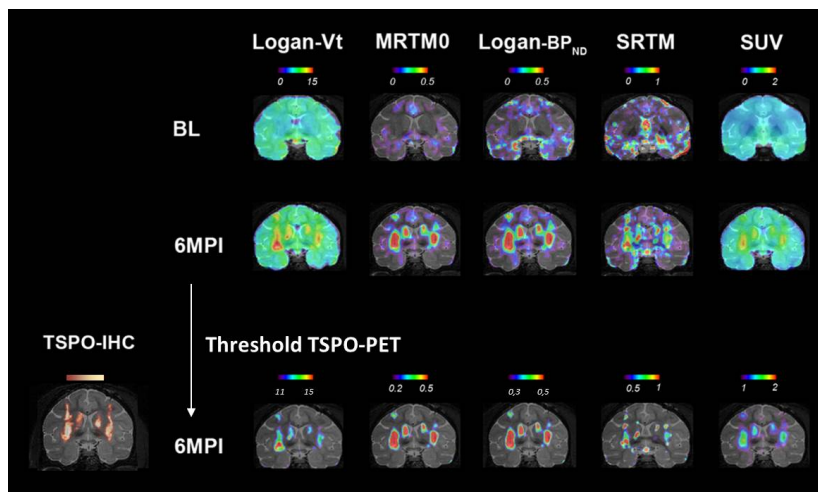 Logan-Vt MRTM0 Logan-BPND SRTM SUV
0 15 0 0.5 0 0.5 0 1 0 2
BL
6MPI
Threshold TSPO-PET
TSPO-IHC
11 15 0.2 0.5 0,3 0,5 0.5 1 1 2
6MPI